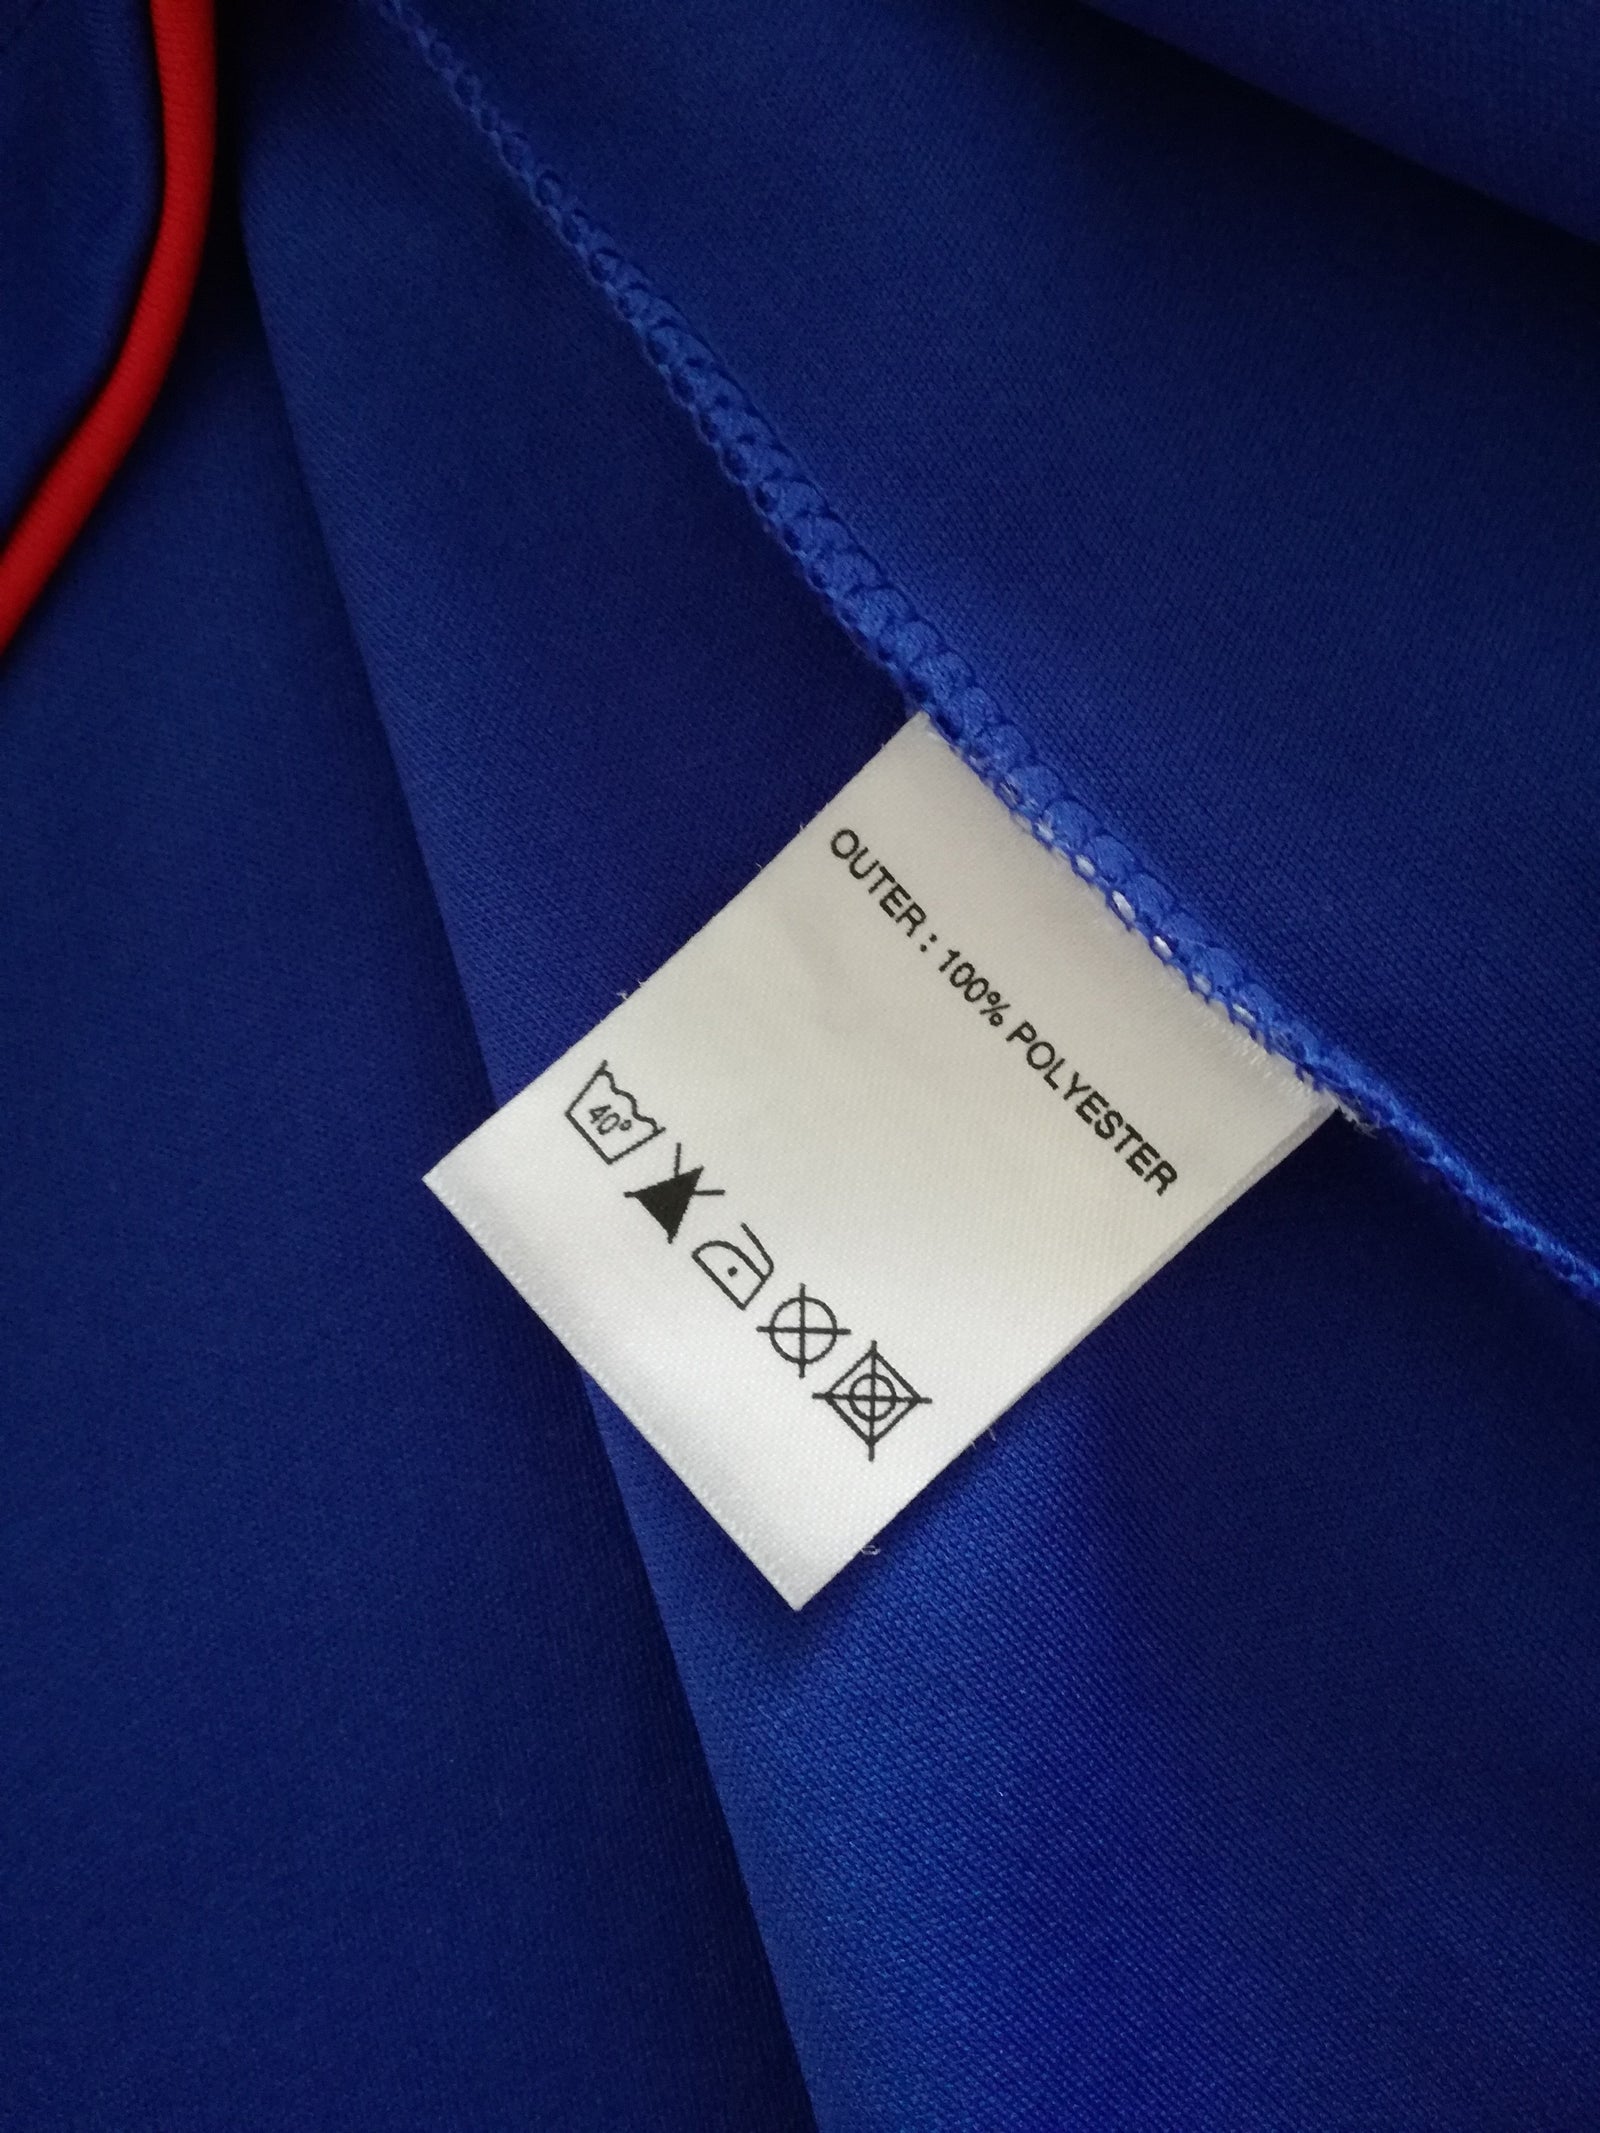 OUTER : 100% POLYESTER
40°